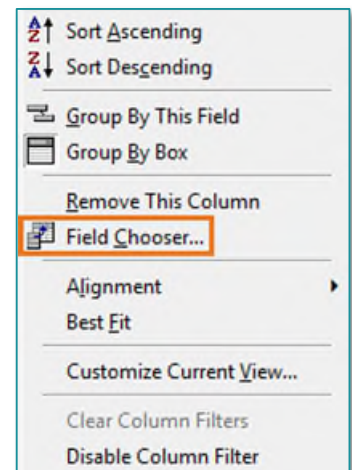 Sort Ascending
Sort Descending
Group By This Field
Group By Box
Remove This Column
Field Chooser...
Alignment
Best Fit
Customize Current View...
Clear Column Filters
Disable Column Filter